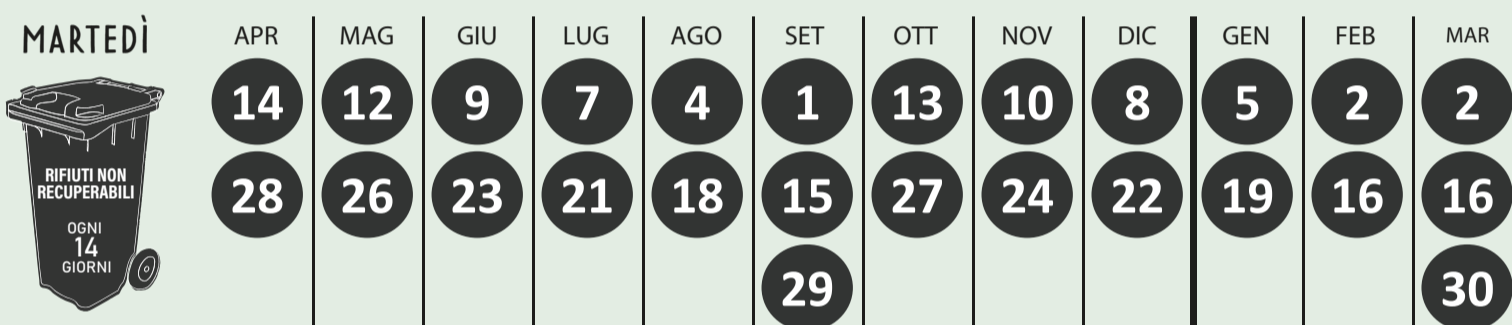 MARTEDÌ
APR MAG GIU LUG AGO SET OTT NOV DIC GEN FEB MAR
14 12 9 7 4 1 13 10 8 5 2 2
RIFIUTI NON
RECUPERABILI
OGNI
14
GIORNI
28 26 23 21 18 15 27 24 22 19 16 16
29 30